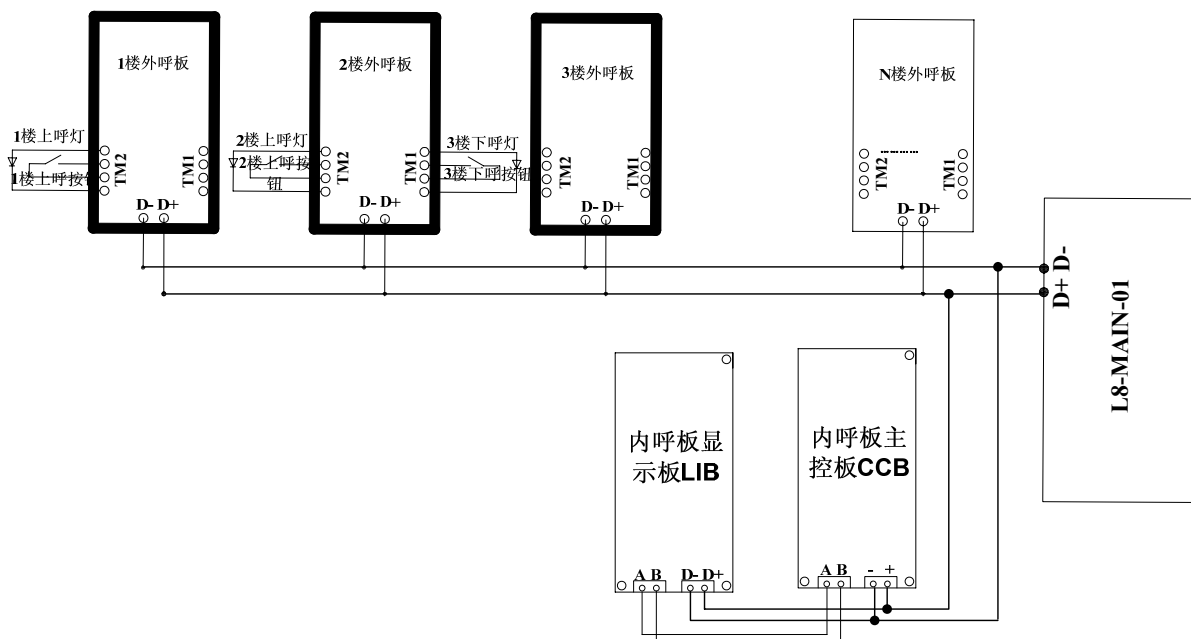 1楼外呼板
2楼外呼板
3楼外呼板
N楼外呼板
1楼上呼灯
1楼上呼按钮
TM2
TM1
D- D+
2楼上呼灯
2楼上呼按
钮
TM2
TM1
D- D+
3楼下呼灯
3楼下呼按钮
TM2
TM1
D- D+
TM2
TM1
D- D+
D+ D-
L8-MAIN-01
内呼板显
示板LIB
A B D- D+
内呼板主
控板CCB
A B - +